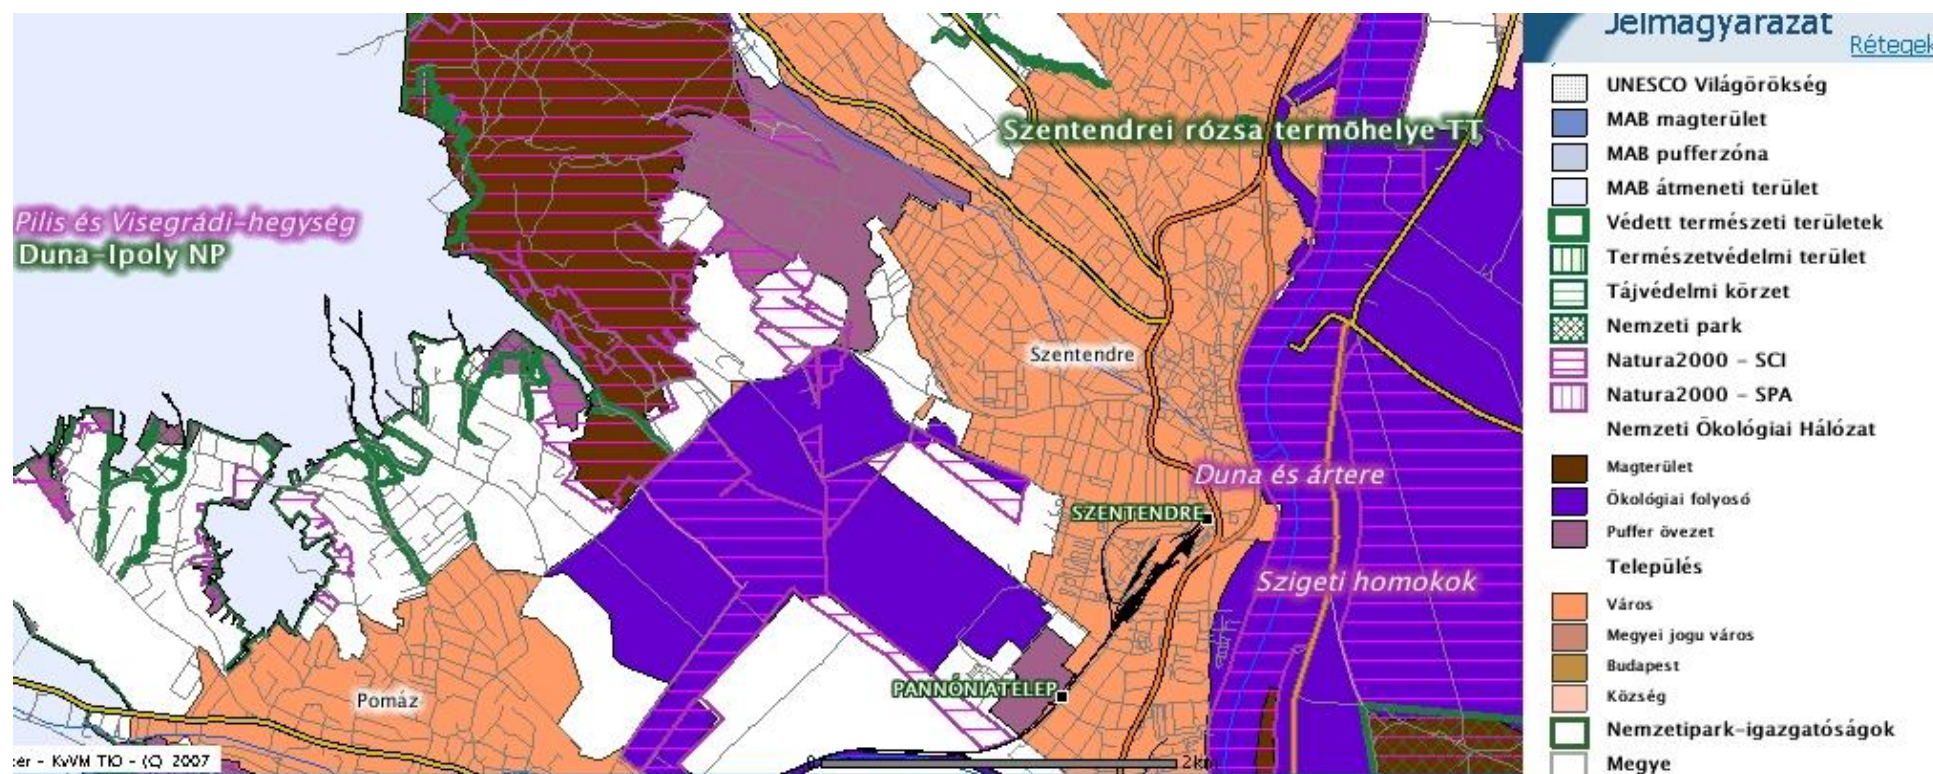 Szentendrei rózsa termőhelye TT
Pilis és Visegrádi-hegység
Duna-Ipoly NP
Szentendre
Duna és ártere
SZENTENDRE
Szigeti homokok
PANNÓNIATELEP
Pomáz
KvVM TIO - (C) 2007
0
2km
Jelmagyarázat
Rétegek
UNESCO Világörökség
MAB magterület
MAB pufferzóna
MAB átmeneti terület
Védett természeti területek
Természetvédelmi terület
Tájvédelmi körzet
Nemzeti park
Natura2000 - SCI
Natura2000 - SPA
Nemzeti Ökológiai Hálózat
Magterület
Ökológiai folyosó
Puffer övezet
Település
Város
Megyei jogu város
Budapest
Község
Nemzetipark-igazgatóságok
Megye